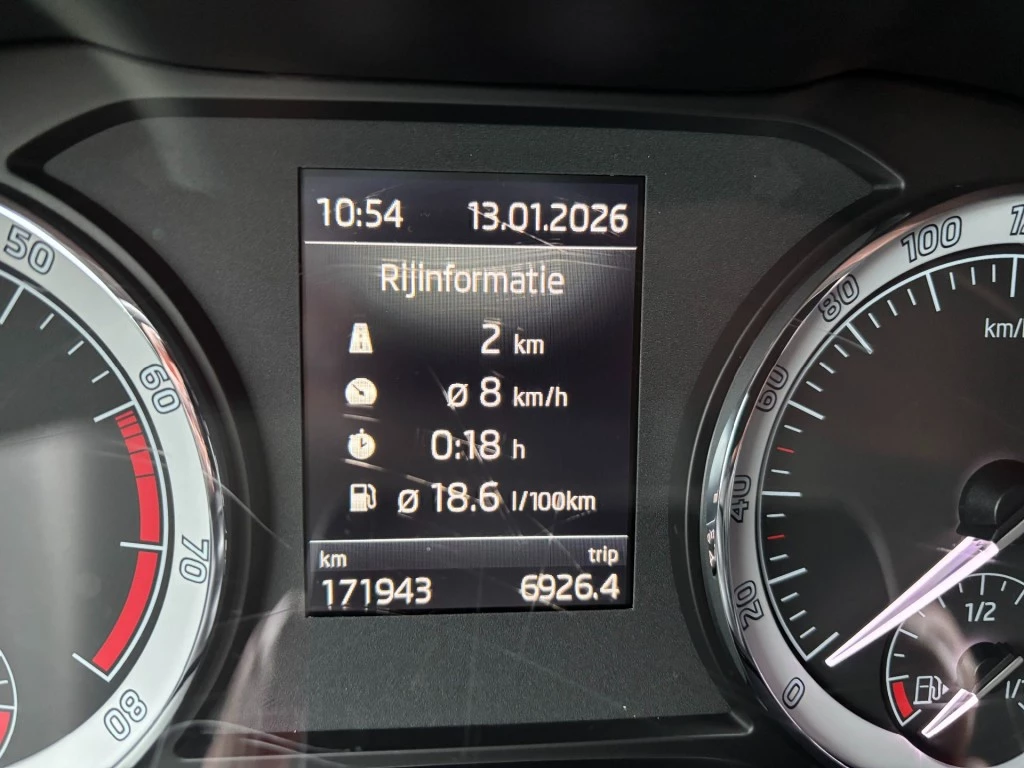 10:54 13.01.2026
Rijinformatie
2 km
ø 8 km/h
0:18 h
ø 18.6 l/100km
km trip
171943 6926.4
50
60
70
80
100
80
60
40
20
0
km/
1/2